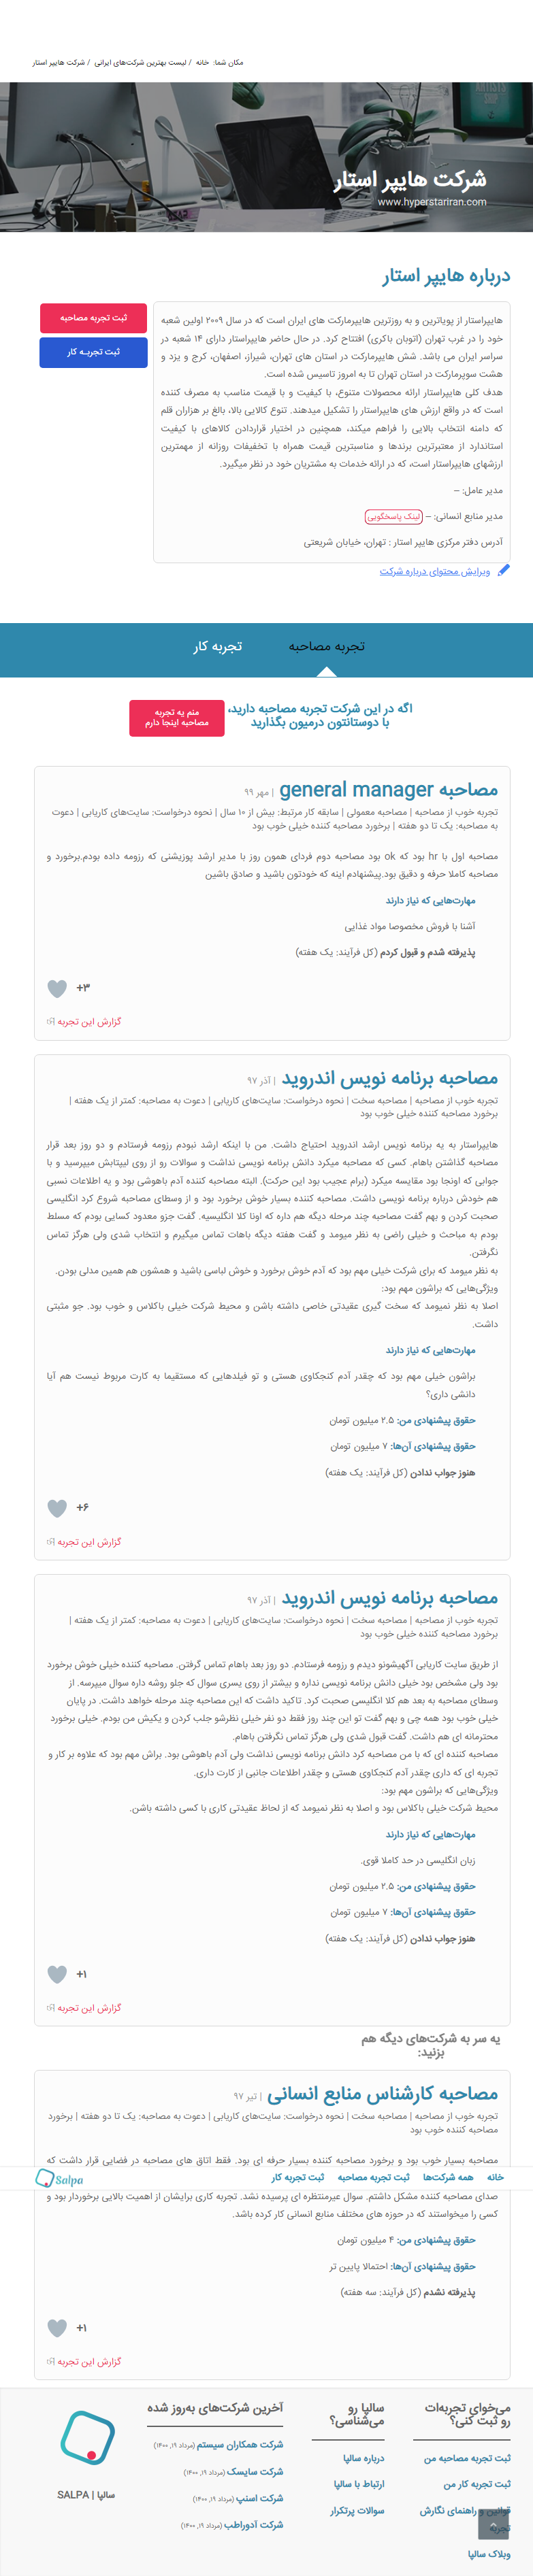 مکان شما: خانه / لیست بهترین شرکت‌های ایرانی / شرکت هایپر استار
شرکت هایپر استار
www.hyperstariran.com
درباره هایپر استار
هایپراستار از پویاترین و به روزترین هایپرمارکت های ایران است که در سال ۲۰۰۹ اولین شعبه
خود را در غرب تهران (اتوبان باکری) افتتاح کرد. در حال حاضر هایپراستار دارای ۱۴ شعبه در
سراسر ایران می باشد. شش هایپرمارکت در استان های تهران، شیراز، اصفهان، کرج و یزد و
هشت سوپرمارکت در استان تهران تا به امروز تاسیس شده است.
هدف کلی هایپراستار ارائه محصولات متنوع، با کیفیت و با قیمت مناسب به مصرف کننده
است که در واقع ارزش های هایپراستار را تشکیل میدهند. تنوع کالایی بالا، بالغ بر هزاران قلم
که دامنه انتخاب بالایی را فراهم میکند، همچنین در اختیار قراردادن کالاهای با کیفیت
استاندارد از معتبرترین برندها و مناسبترین قیمت همراه با تخفیفات روزانه از مهمترین
ارزشهای هایپراستار است، که در ارائه خدمات به مشتریان خود در نظر میگیرد.
مدیر عامل: –
مدیر منابع انسانی: – لینک پاسخگویی
آدرس دفتر مرکزی هایپر استار : تهران، خیابان شریعتی
ویرایش محتوای درباره شرکت
ثبت تجربه مصاحبه
ثبت تجربـه کار
تجربه مصاحبه
تجربه کار
اگه در این شرکت تجربه مصاحبه دارید،
با دوستانتون درمیون بگذارید
منم یه تجربه
مصاحبه اینجا دارم
مصاحبه general manager | مهر ۹۹
تجربه خوب از مصاحبه | مصاحبه معمولی | سابقه کار مرتبط: بیش از ۱۰ سال | نحوه درخواست: سایت‌های کاریابی | دعوت
به مصاحبه: یک تا دو هفته | برخورد مصاحبه کننده خیلی خوب بود
مصاحبه اول با hr بود که ok بود مصاحبه دوم فردای همون روز با مدیر ارشد پوزیشنی که رزومه داده بودم.برخورد و
مصاحبه کاملا حرفه و دقیق بود.پیشنهادم اینه که خودتون باشید و صادق باشین
مهارت‌هایی که نیاز دارند
آشنا با فروش مخصوصا مواد غذایی
پذیرفته شدم و قبول کردم (کل فرآیند: یک هفته)
+۳
گزارش این تجربه
مصاحبه برنامه نویس اندروید | آذر ۹۷
تجربه خوب از مصاحبه | مصاحبه سخت | نحوه درخواست: سایت‌های کاریابی | دعوت به مصاحبه: کمتر از یک هفته |
برخورد مصاحبه کننده خیلی خوب بود
هایپراستار به یه برنامه نویس ارشد اندروید احتیاج داشت. من با اینکه ارشد نبودم رزومه فرستادم و دو روز بعد قرار
مصاحبه گذاشتن باهام. کسی که مصاحبه میکرد دانش برنامه نویسی نداشت و سوالات رو از روی لیپتابش میپرسید و با
جوابی که اونجا بود مقایسه میکرد (برام عجیب بود این حرکت). البته مصاحبه کننده آدم باهوشی بود و یه اطلاعات نسبی
هم خودش درباره برنامه نویسی داشت. مصاحبه کننده بسیار خوش برخورد بود و از وسطای مصاحبه شروع کرد انگلیسی
صحبت کردن و بهم گفت مصاحبه چند مرحله دیگه هم داره که اونا کلا انگلیسیه. گفت جزو معدود کسایی بودم که مسلط
بودم به مباحث و خیلی راضی به نظر میومد و گفت هفته دیگه باهات تماس میگیرم و انتخاب شدی ولی هرگز تماس
نگرفتن.
به نظر میومد که برای شرکت خیلی مهم بود که آدم خوش برخورد و خوش لباسی باشید و همشون هم همین مدلی بودن.
ویژگی‌هایی که براشون مهم بود:
اصلا به نظر نمیومد که سخت گیری عقیدتی خاصی داشته باشن و محیط شرکت خیلی باکلاس و خوب بود. جو مثبتی
داشت.
مهارت‌هایی که نیاز دارند
براشون خیلی مهم بود که چقدر آدم کنجکاوی هستی و تو فیلدهایی که مستقیما به کارت مربوط نیست هم آیا
دانشی داری؟
حقوق پیشنهادی من: ۲.۵ میلیون تومان
حقوق پیشنهادی آن‌ها: ۷ میلیون تومان
هنوز جواب ندادن (کل فرآیند: یک هفته)
+۶
گزارش این تجربه
مصاحبه برنامه نویس اندروید | آذر ۹۷
تجربه خوب از مصاحبه | مصاحبه سخت | نحوه درخواست: سایت‌های کاریابی | دعوت به مصاحبه: کمتر از یک هفته |
برخورد مصاحبه کننده خیلی خوب بود
از طریق سایت کاریابی آگهیشونو دیدم و رزومه فرستادم. دو روز بعد باهام تماس گرفتن. مصاحبه کننده خیلی خوش برخورد
بود ولی مشخص بود خیلی دانش برنامه نویسی نداره و بیشتر از روی یسری سوال که جلو روشه داره سوال میپرسه. از
وسطای مصاحبه به بعد هم کلا انگلیسی صحبت کرد. تاکید داشت که این مصاحبه چند مرحله خواهد داشت. در پایان
خیلی خوب بود همه چی و بهم گفت تو این چند روز فقط دو نفر خیلی نظرشو جلب کردن و یکیش من بودم. خیلی برخورد
محترمانه ای هم داشت. گفت قبول شدی ولی هرگز تماس نگرفتن باهام.
مصاحبه کننده ای که با من مصاحبه کرد دانش برنامه نویسی نداشت ولی آدم باهوشی بود. براش مهم بود که علاوه بر کار و
تجربه ای که داری چقدر آدم کنجکاوی هستی و چقدر اطلاعات جانبی از کارت داری.
ویژگی‌هایی که براشون مهم بود:
محیط شرکت خیلی باکلاس بود و اصلا به نظر نمیومد که از لحاظ عقیدتی کاری با کسی داشته باشن.
مهارت‌هایی که نیاز دارند
زبان انگلیسی در حد کاملا قوی.
حقوق پیشنهادی من: ۲.۵ میلیون تومان
حقوق پیشنهادی آن‌ها: ۷ میلیون تومان
هنوز جواب ندادن (کل فرآیند: یک هفته)
+۱
گزارش این تجربه
یه سر به شرکت‌های دیگه هم
بزنید:
مصاحبه کارشناس منابع انسانی | تیر ۹۷
تجربه خوب از مصاحبه | مصاحبه سخت | نحوه درخواست: سایت‌های کاریابی | دعوت به مصاحبه: یک تا دو هفته | برخورد
مصاحبه کننده خوب بود
مصاحبه بسیار خوب بود و برخورد مصاحبه کننده بسیار حرفه ای بود. فقط اتاق های مصاحبه در فضایی قرار داشت که
خانه همه شرکت‌ها ثبت تجربه مصاحبه ثبت تجربه کار Salpa
صدای مصاحبه کننده مشکل داشتم. سوال غیرمنتظره ای پرسیده نشد. تجربه کاری برایشان از اهمیت بالایی برخوردار بود و
کسی را میخواستند که در حوزه های مختلف منابع انسانی کار کرده باشد.
حقوق پیشنهادی من: ۴ میلیون تومان
حقوق پیشنهادی آن‌ها: احتمالا پایین تر
پذیرفته نشدم (کل فرآیند: سه هفته)
+۱
گزارش این تجربه
می‌خوای تجربه‌ات
رو ثبت کنی؟
ثبت تجربه مصاحبه من
ثبت تجربه کار من
قوانین و راهنمای نگارش
تجربه
وبلاگ سالپا
سالپا رو
می‌شناسی؟
درباره سالپا
ارتباط با سالپا
سوالات پرتکرار
آخرین شرکت‌های به‌روز شده
شرکت همکاران سیستم (مرداد ۱۹, ۱۴۰۰)
شرکت سایسک (مرداد ۱۹, ۱۴۰۰)
شرکت اسنپ (مرداد ۱۹, ۱۴۰۰)
شرکت آدوراطب (مرداد ۱۹, ۱۴۰۰)
سالپا | SALPA